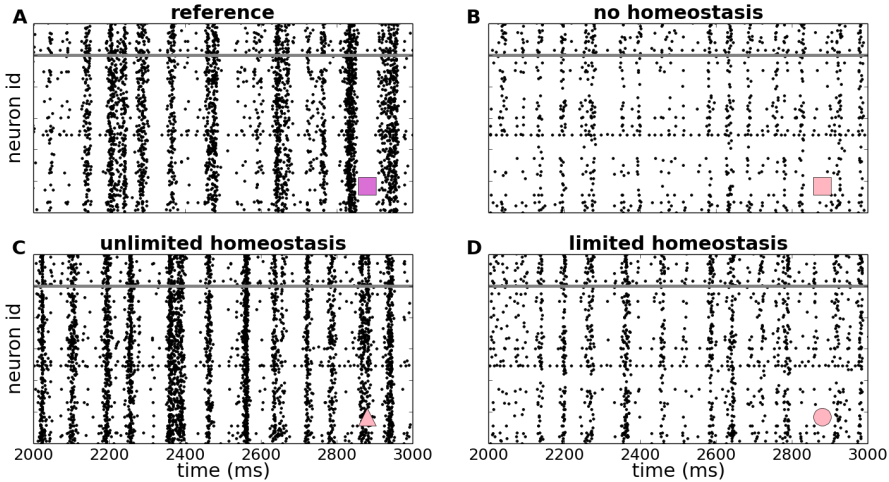 A reference
B no homeostasis
neuron id
C unlimited homeostasis
D limited homeostasis
neuron id
2000 2200 2400 2600 2800 3000
2000 2200 2400 2600 2800 3000
time (ms)
time (ms)